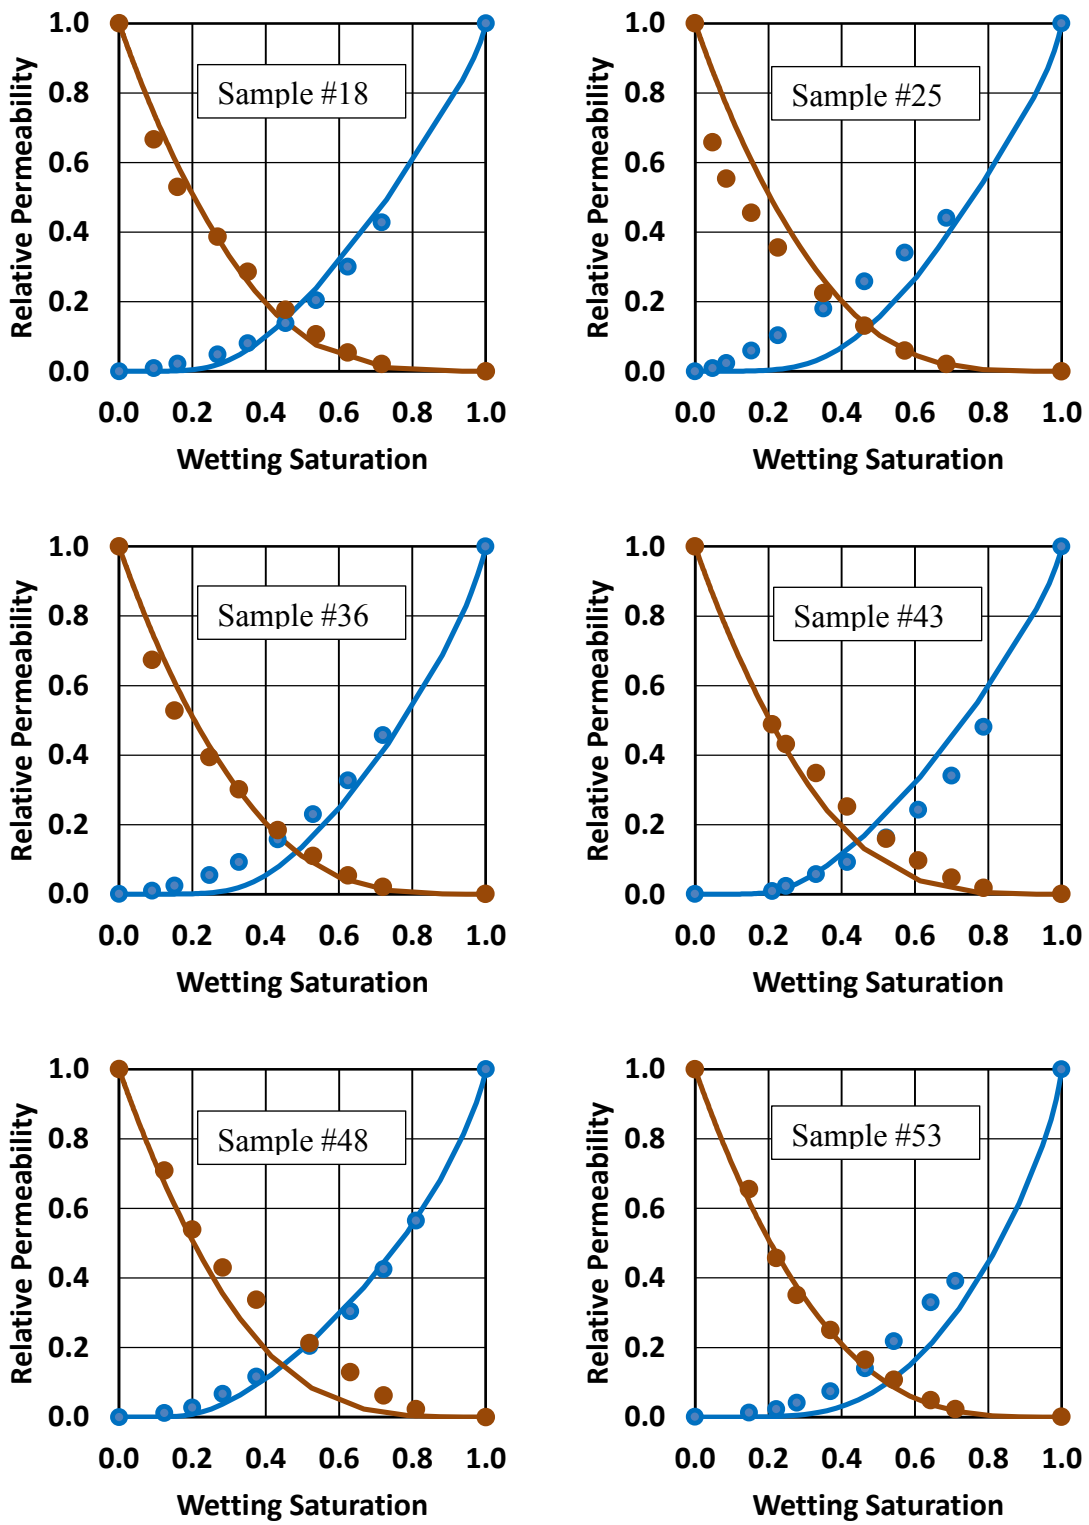 Relative Permeability
1.0
0.8
0.6
0.4
0.2
0.0
Sample #18
0.0 0.2 0.4 0.6 0.8 1.0
Wetting Saturation
Relative Permeability
1.0
0.8
0.6
0.4
0.2
0.0
Sample #25
0.0 0.2 0.4 0.6 0.8 1.0
Wetting Saturation
Relative Permeability
1.0
0.8
0.6
0.4
0.2
0.0
Sample #36
0.0 0.2 0.4 0.6 0.8 1.0
Wetting Saturation
Relative Permeability
1.0
0.8
0.6
0.4
0.2
0.0
Sample #43
0.0 0.2 0.4 0.6 0.8 1.0
Wetting Saturation
Relative Permeability
1.0
0.8
0.6
0.4
0.2
0.0
Sample #48
0.0 0.2 0.4 0.6 0.8 1.0
Wetting Saturation
Relative Permeability
1.0
0.8
0.6
0.4
0.2
0.0
Sample #53
0.0 0.2 0.4 0.6 0.8 1.0
Wetting Saturation